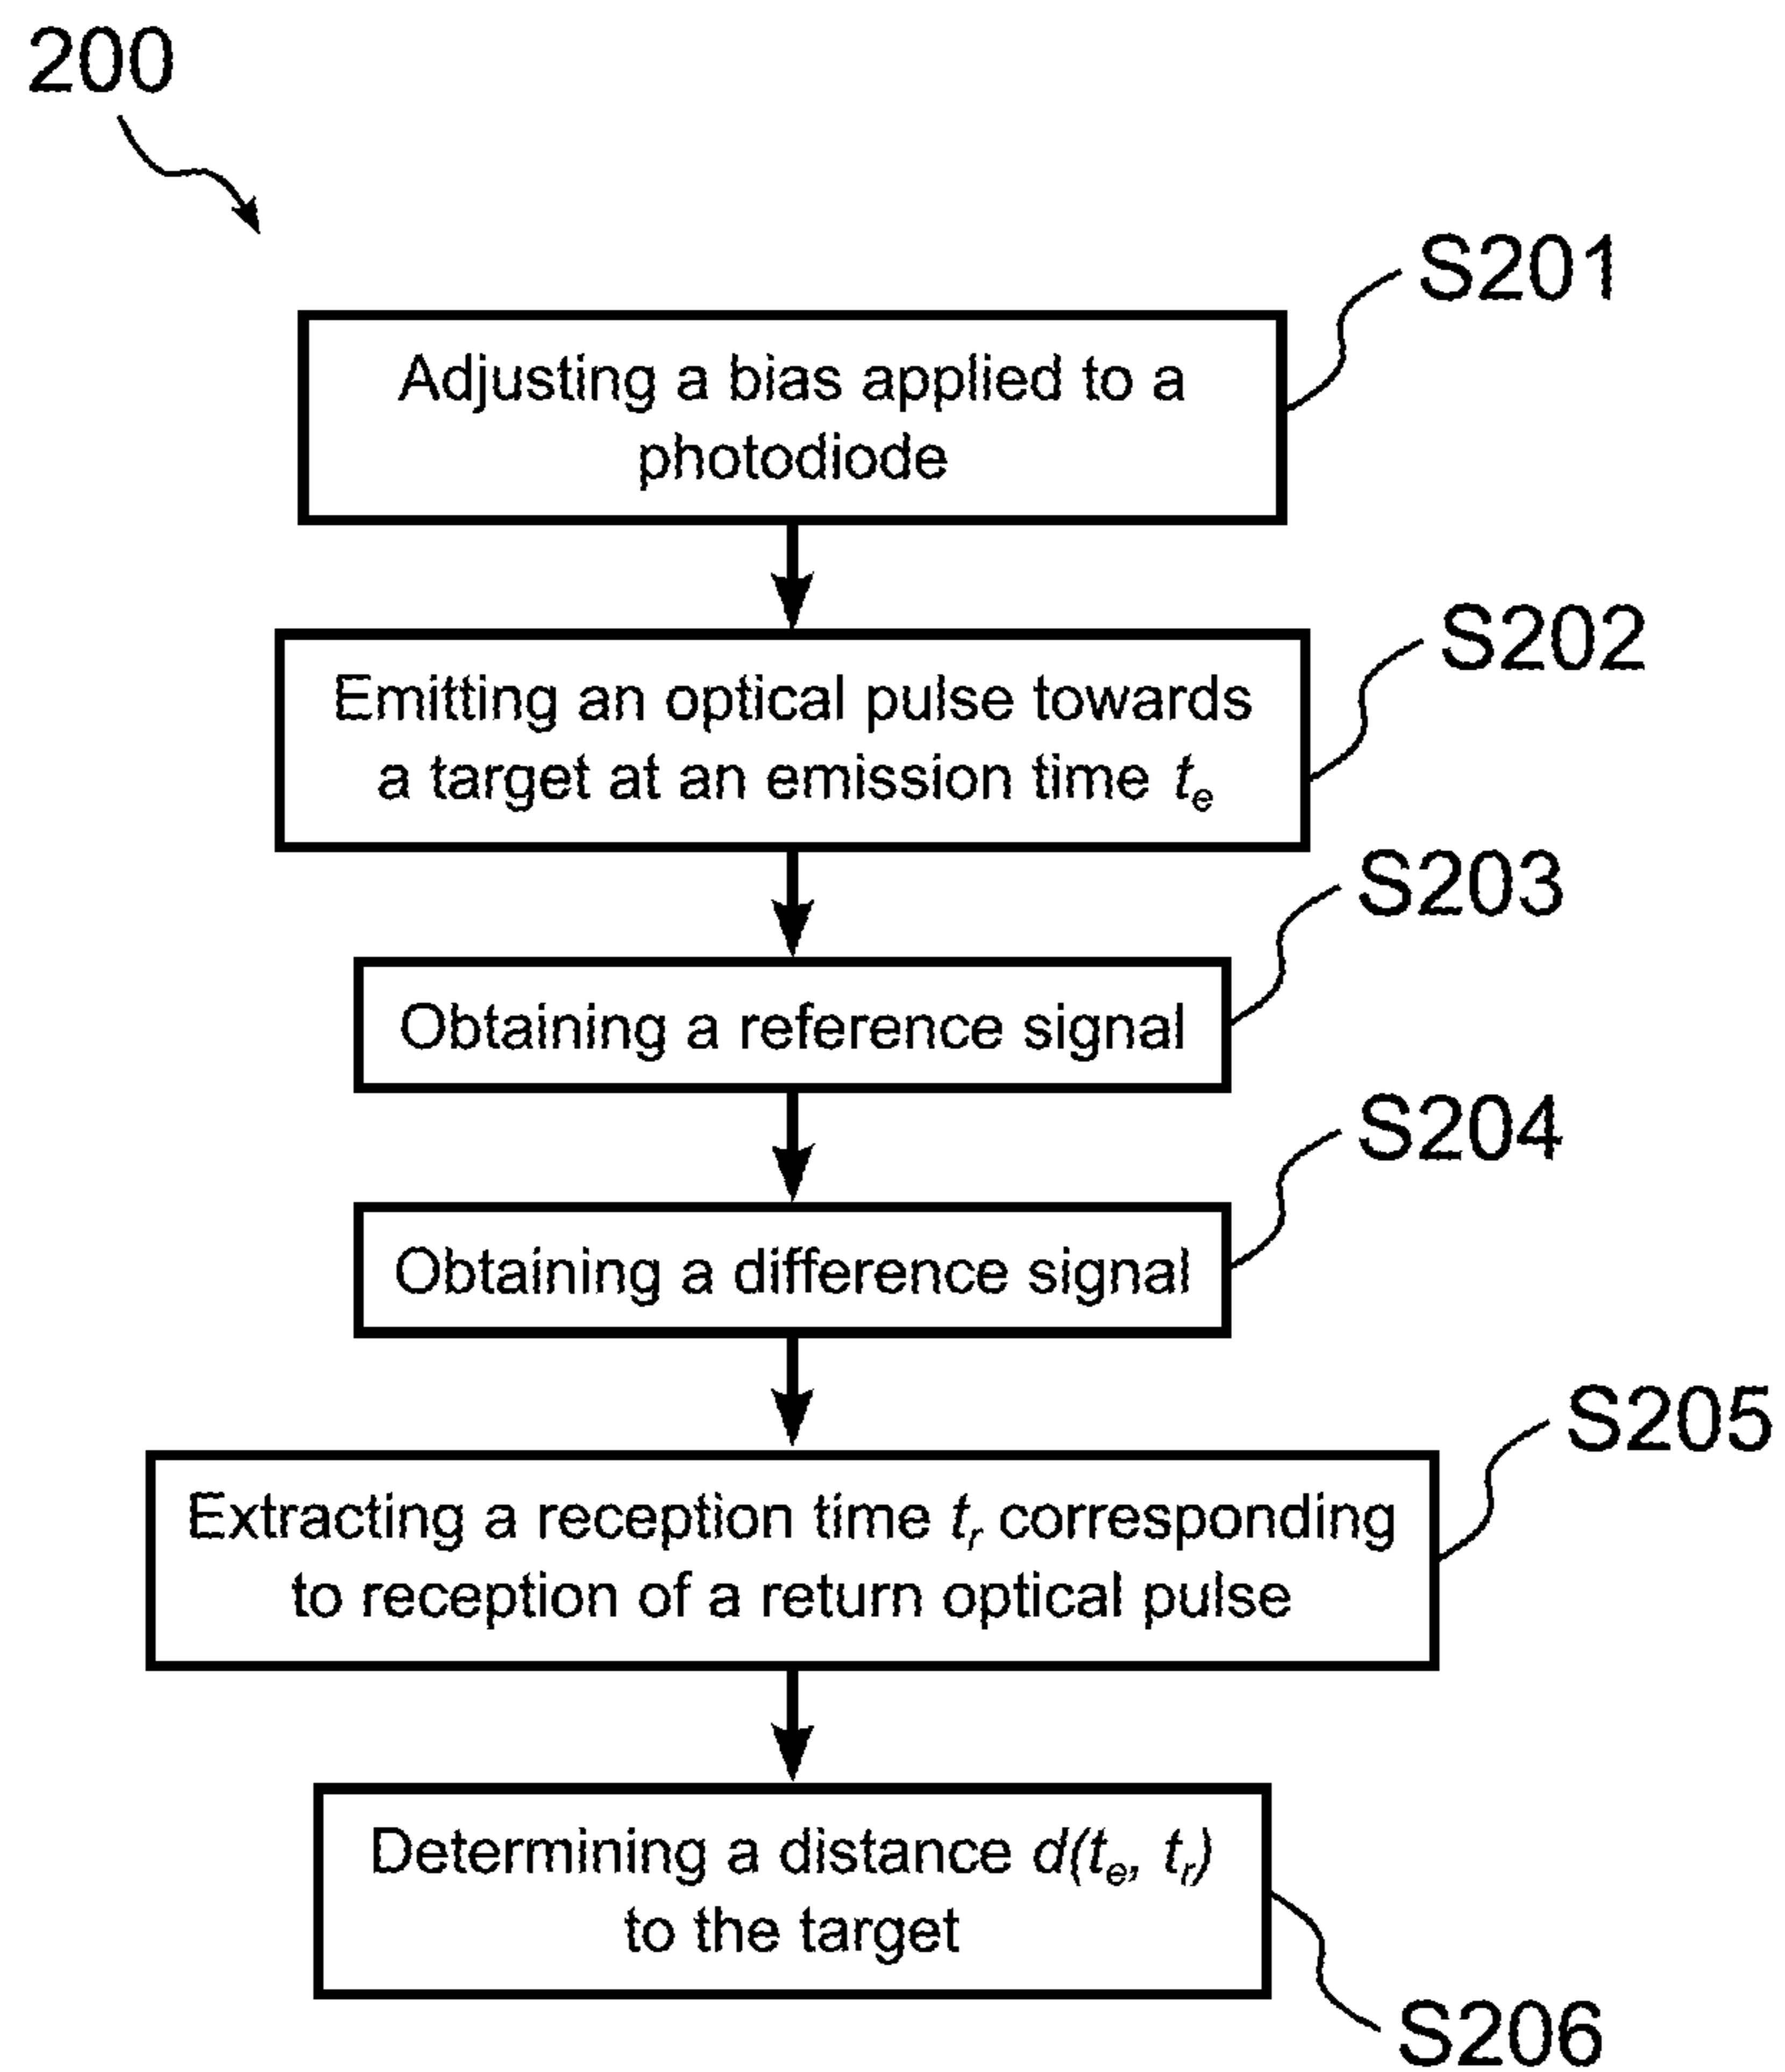 200
S201
Adjusting a bias applied to a
photodiode
S202
Emitting an optical pulse towards
a target at an emission time tₑ
S203
Obtaining a reference signal
S204
Obtaining a difference signal
S205
Extracting a reception time tᵣ corresponding
to reception of a return optical pulse
Determining a distance d(tₑ, tᵣ)
to the target
S206